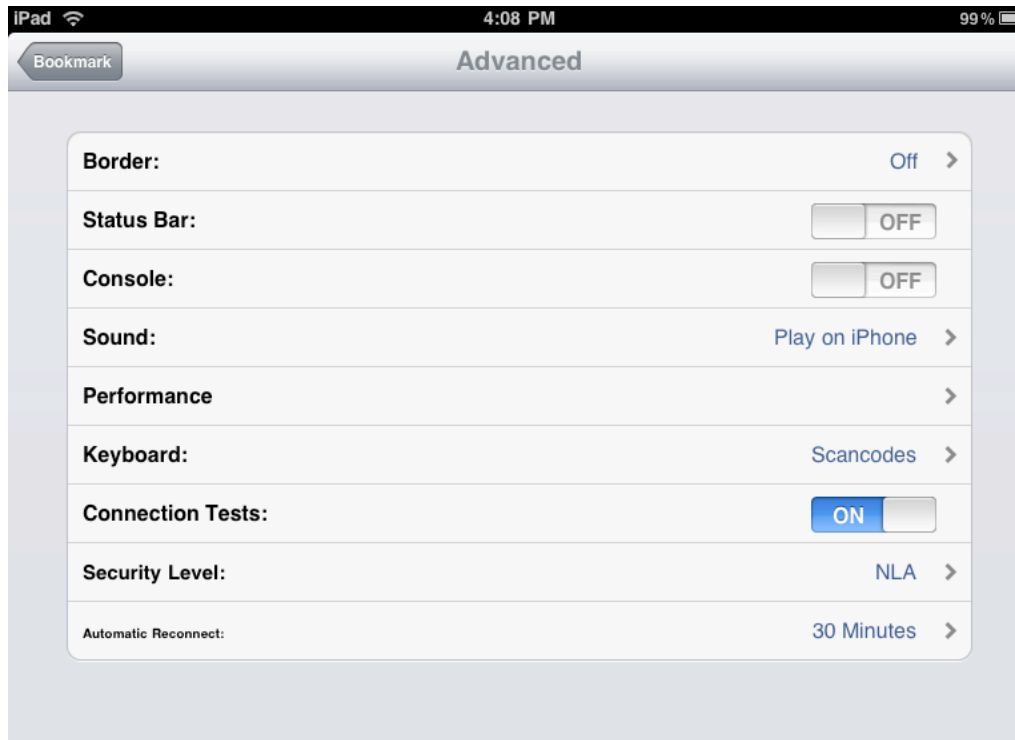 iPad 4:08 PM 99%
Bookmark Advanced
Border: Off
Status Bar: OFF
Console: OFF
Sound: Play on iPhone
Performance
Keyboard: Scancodes
Connection Tests: ON
Security Level: NLA
Automatic Reconnect: 30 Minutes